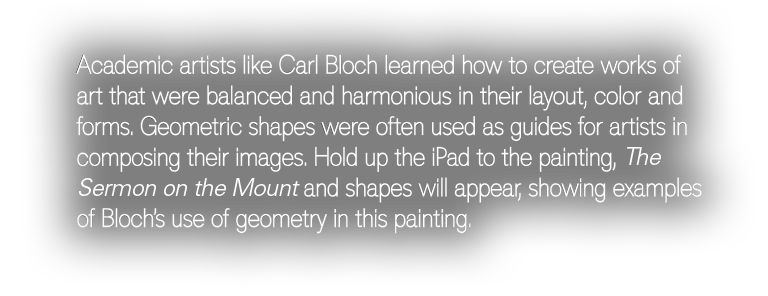 Academic artists like Carl Bloch learned how to create works of
art that were balanced and harmonious in their layout, color and
forms. Geometric shapes were often used as guides for artists in
composing their images. Hold up the iPad to the painting, The
Sermon on the Mount and shapes will appear, showing examples
of Bloch's use of geometry in this painting.